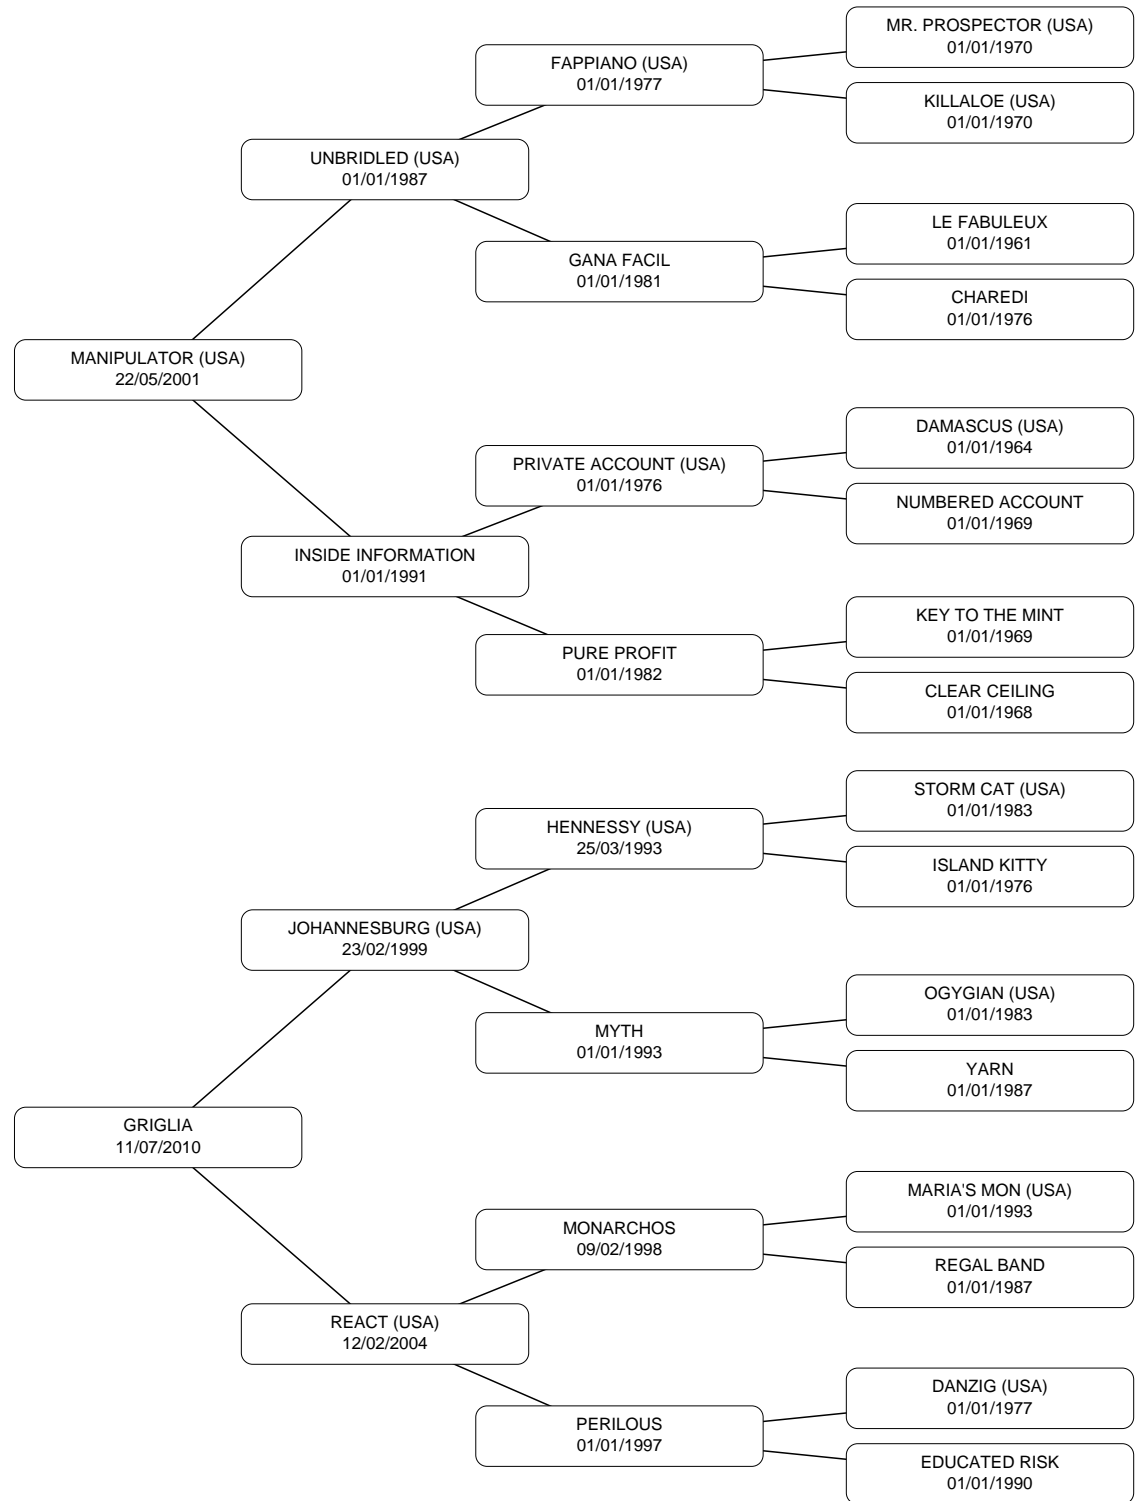 MR. PROSPECTOR (USA)
01/01/1970
FAPPIANO (USA)
01/01/1977
KILLALOE (USA)
01/01/1970
UNBRIDLED (USA)
01/01/1987
LE FABULEUX
01/01/1961
GANA FACIL
01/01/1981
CHAREDI
01/01/1976
MANIPULATOR (USA)
22/05/2001
DAMASCUS (USA)
01/01/1964
PRIVATE ACCOUNT (USA)
01/01/1976
NUMBERED ACCOUNT
01/01/1969
INSIDE INFORMATION
01/01/1991
KEY TO THE MINT
01/01/1969
PURE PROFIT
01/01/1982
CLEAR CEILING
01/01/1968
STORM CAT (USA)
01/01/1983
HENNESSY (USA)
25/03/1993
ISLAND KITTY
01/01/1976
JOHANNESBURG (USA)
23/02/1999
OGYGIAN (USA)
01/01/1983
MYTH
01/01/1993
YARN
01/01/1987
GRIGLIA
11/07/2010
MARIA'S MON (USA)
01/01/1993
MONARCHOS
09/02/1998
REGAL BAND
01/01/1987
REACT (USA)
12/02/2004
DANZIG (USA)
01/01/1977
PERILOUS
01/01/1997
EDUCATED RISK
01/01/1990